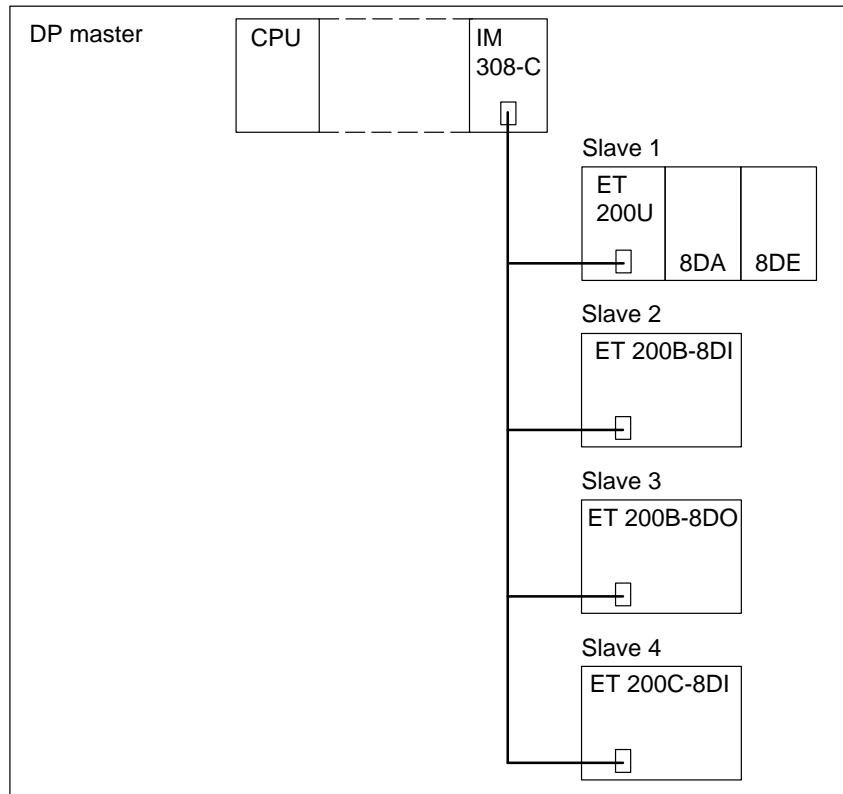 DP master
CPU
IM
308-C
Slave 1
ET
200U
8DA
8DE
Slave 2
ET 200B-8DI
Slave 3
ET 200B-8DO
Slave 4
ET 200C-8DI